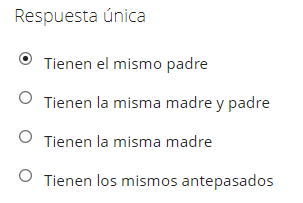 Respuesta única
Tienen el mismo padre
Tienen la misma madre y padre
Tienen la misma madre
Tienen los mismos antepasados